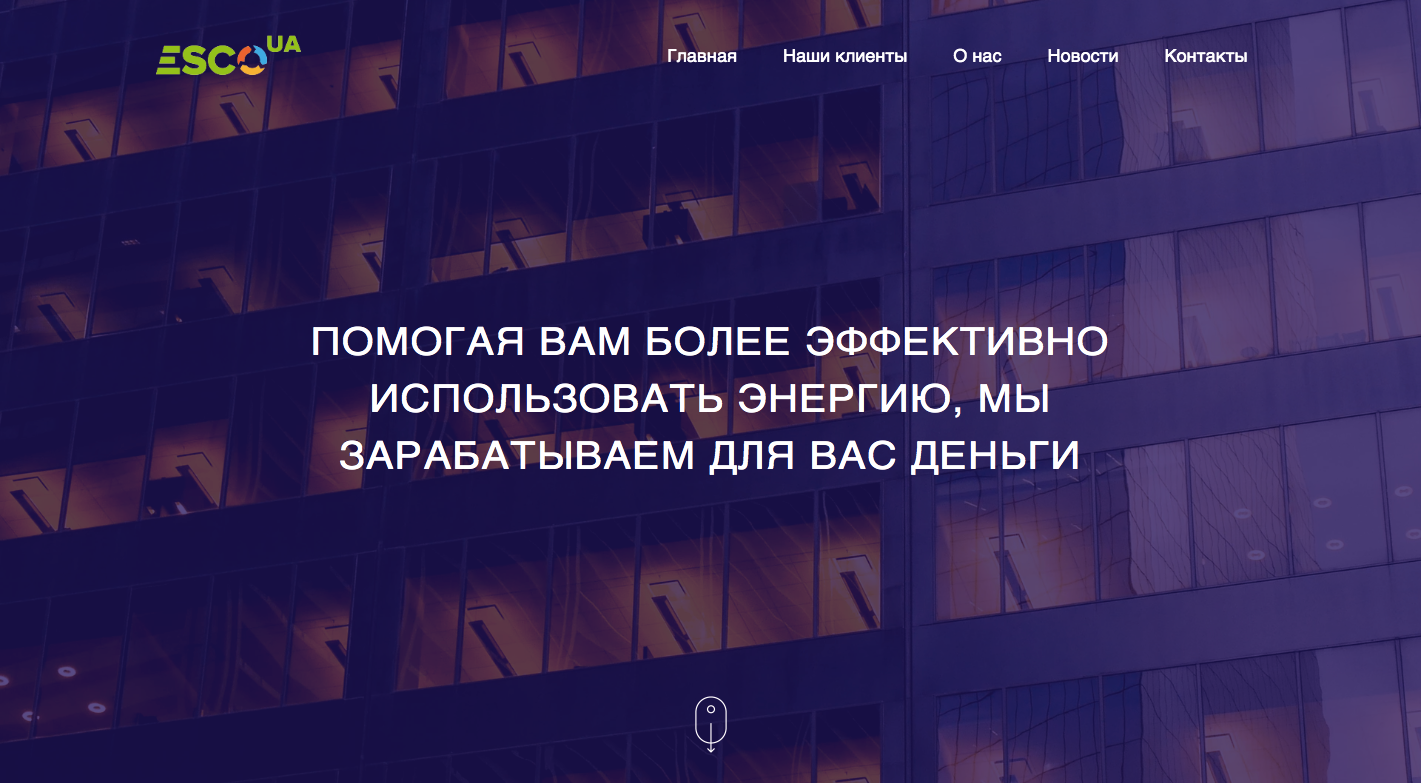 ESCO UA
Главная Наши клиенты О нас Новости Контакты
ПОМОГАЯ ВАМ БОЛЕЕ ЭФФЕКТИВНО
ИСПОЛЬЗОВАТЬ ЭНЕРГИЮ, МЫ
ЗАРАБАТЫВАЕМ ДЛЯ ВАС ДЕНЬГИ